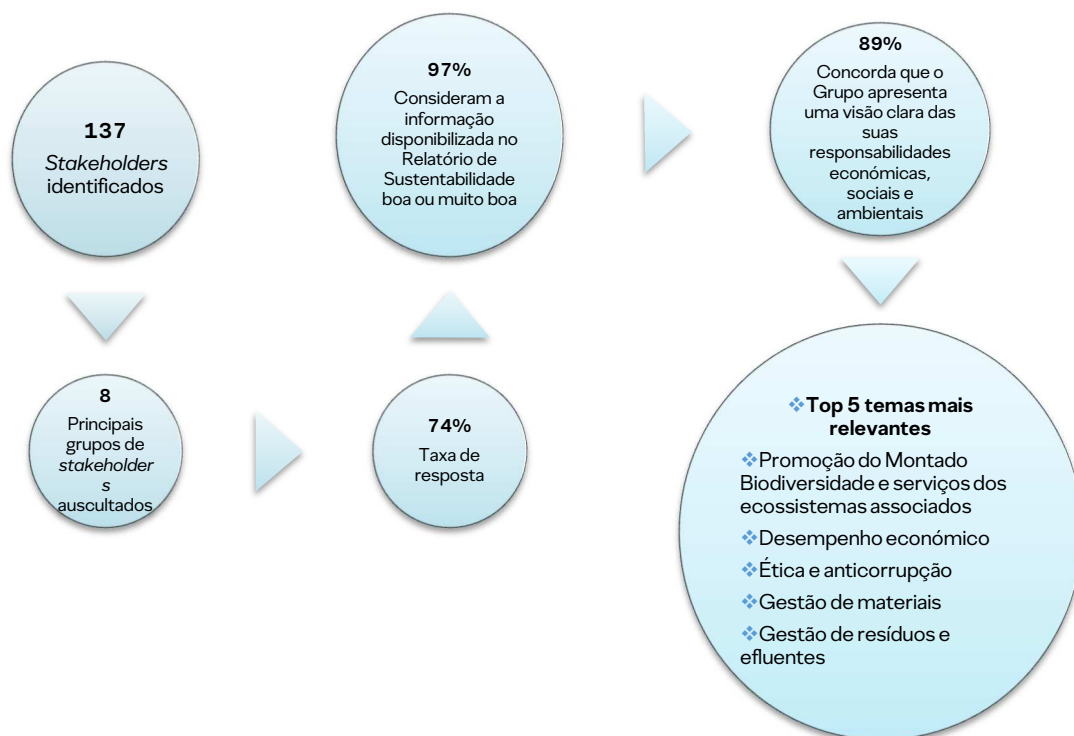 137
Stakeholders
identificados
8
Principais
grupos de
stakeholder
s
auscultados
74%
Taxa de
resposta
97%
Consideram a
informação
disponibilizada no
Relatório de
Sustentabilidade
boa ou muito boa
89%
Concorda que o
Grupo apresenta
uma visão clara das
suas
responsabilidades
económicas,
sociais e
ambientais
❖Top 5 temas mais
relevantes
❖Promoção do Montado
Biodiversidade e serviços dos
ecossistemas associados
❖Desempenho económico
❖Ética e anticorrupção
❖Gestão de materiais
❖Gestão de resíduos e
efluentes